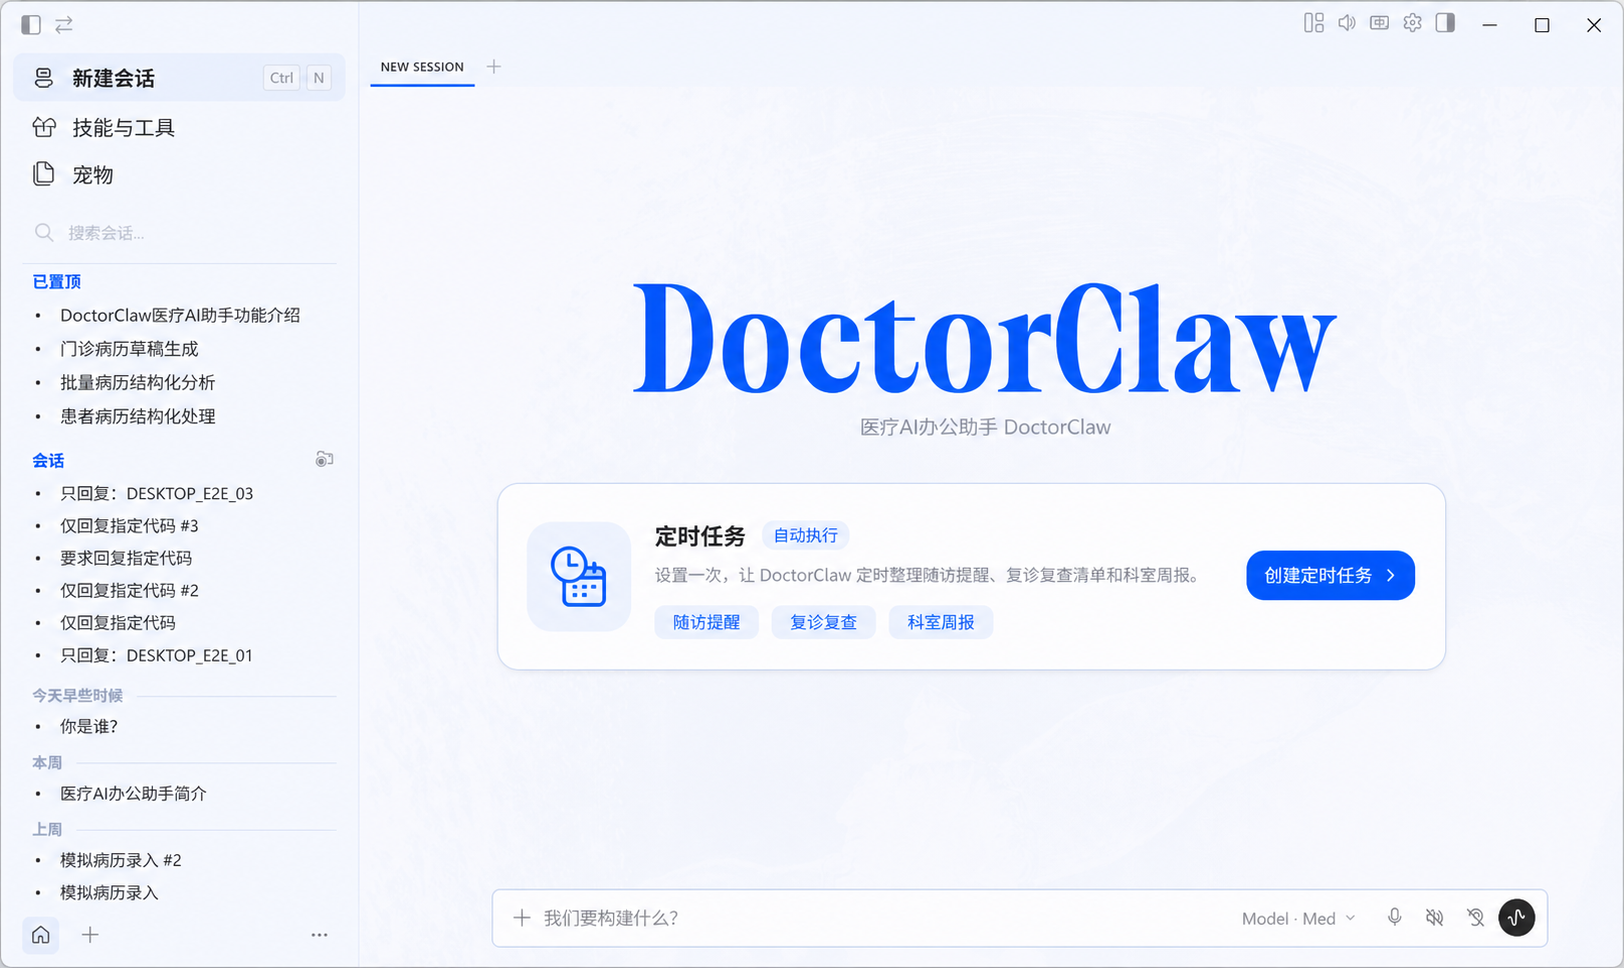 新建会话 Ctrl N
技能与工具
宠物
搜索会话...
已置顶
DoctorClaw医疗AI助手功能介绍
门诊病历草稿生成
批量病历结构化分析
患者病历结构化处理
会话
只回复：DESKTOP_E2E_03
仅回复指定代码 #3
要求回复指定代码
仅回复指定代码 #2
仅回复指定代码
只回复：DESKTOP_E2E_01
今天早些时候
你是谁？
本周
医疗AI办公助手简介
上周
模拟病历录入 #2
模拟病历录入
NEW SESSION
DoctorClaw
医疗AI办公助手 DoctorClaw
定时任务 自动执行
设置一次，让 DoctorClaw 定时整理随访提醒、复诊复查清单和科室周报。
随访提醒 复诊复查 科室周报
创建定时任务
我们要构建什么？
Model · Med